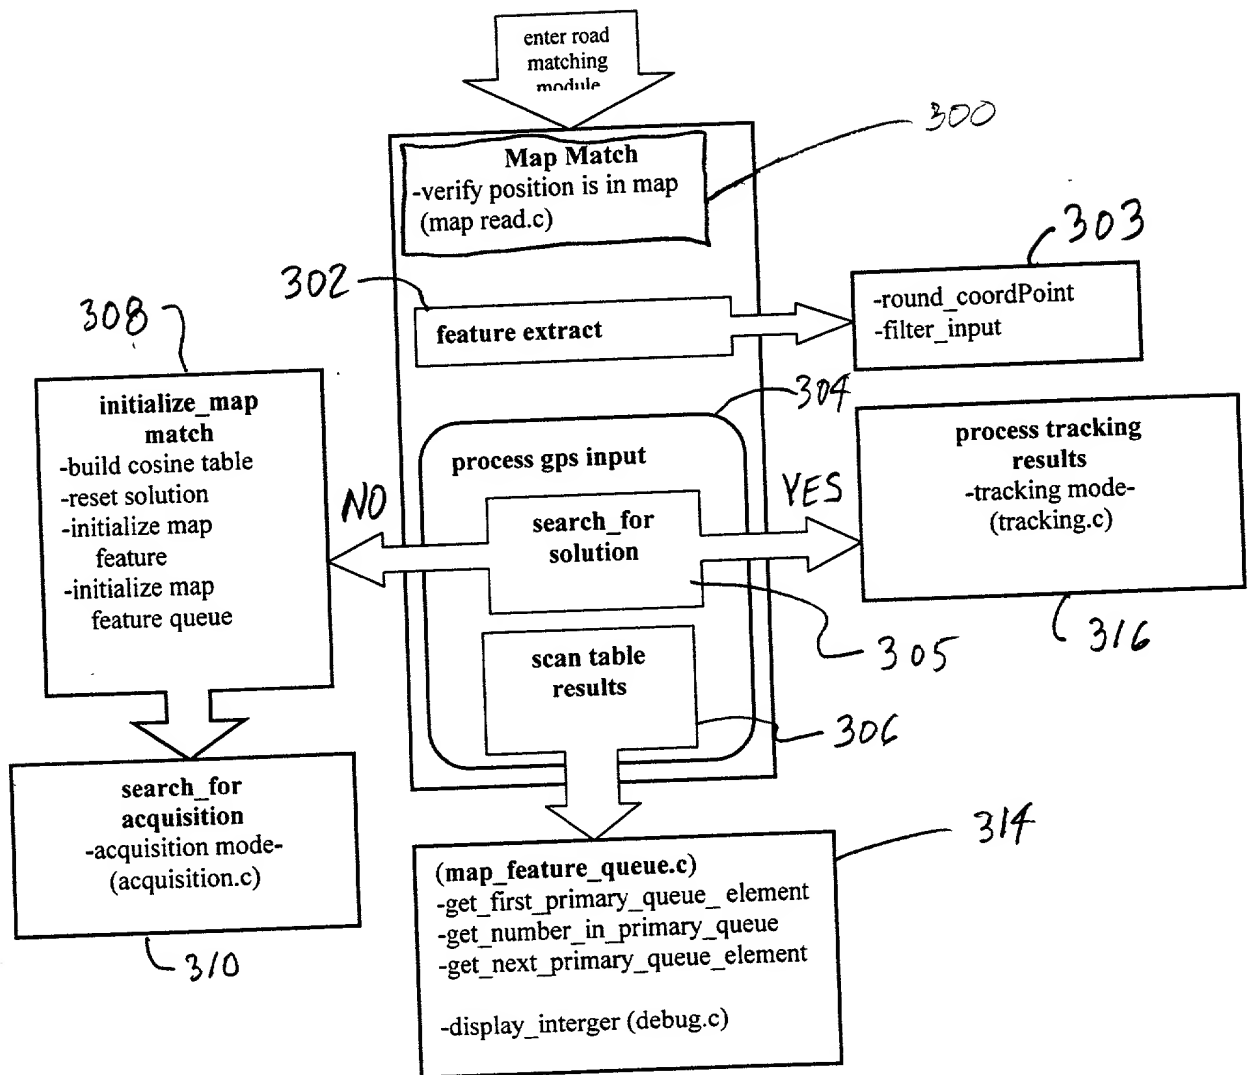 enter road
matching
module
300
Map Match
-verify position is in map
(map read.c)
303
302
-round_coordPoint
-filter_input
feature extract
308
304
initialize_map
match
-build cosine table
-reset solution
-initialize map
feature
-initialize map
feature queue
process gps input
NO
YES
search_for
solution
305
process tracking
results
-tracking mode-
(tracking.c)
316
scan table
results
306
search_for
acquisition
-acquisition mode-
(acquisition.c)
310
314
(map_feature_queue.c)
-get_first_primary_queue_ element
-get_number_in_primary_queue
-get_next_primary_queue_element
-display_interger (debug.c)